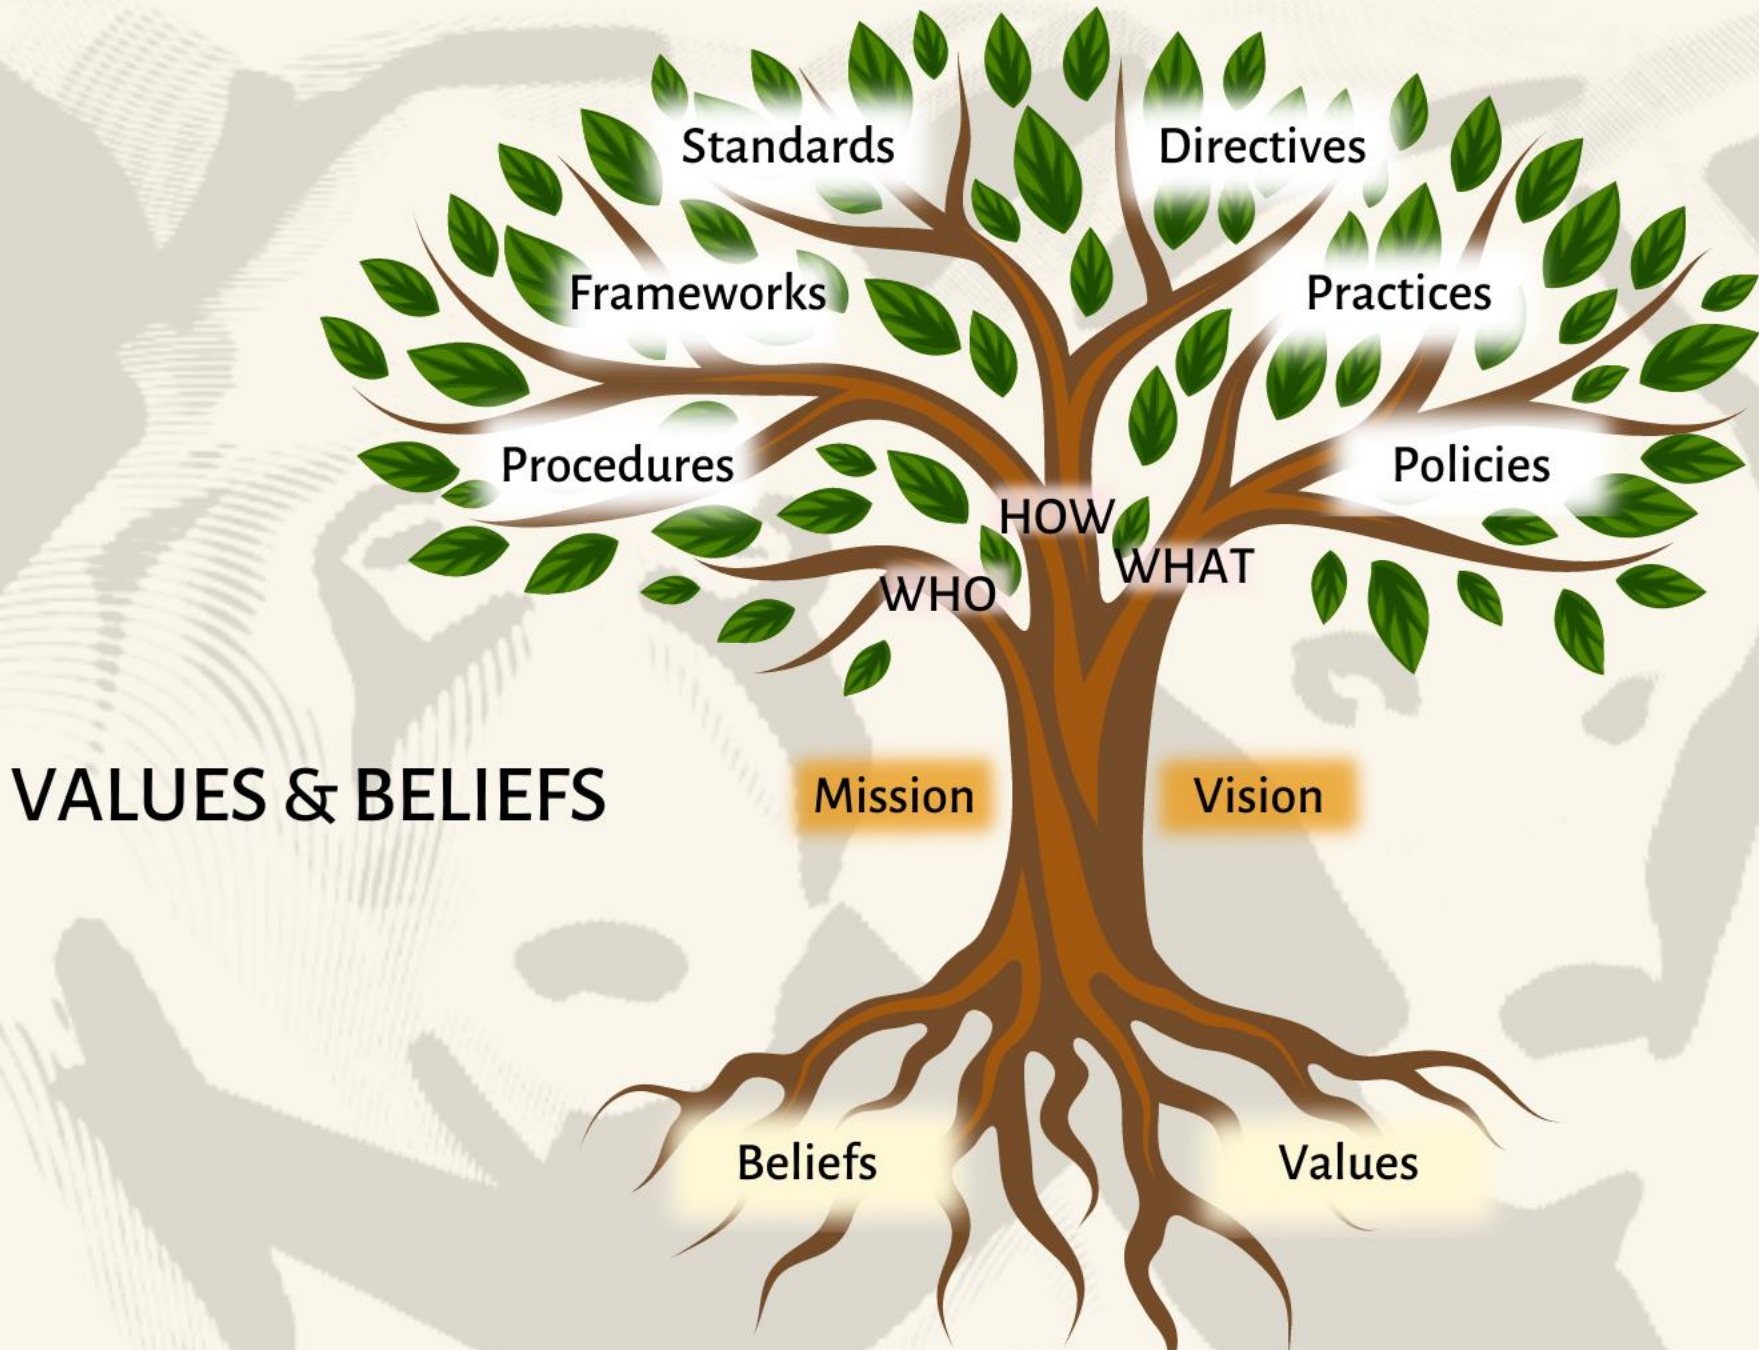 Standards
Directives
Frameworks
Practices
Procedures
Policies
HOW
WHAT
WHO
VALUES & BELIEFS
Mission
Vision
Beliefs
Values